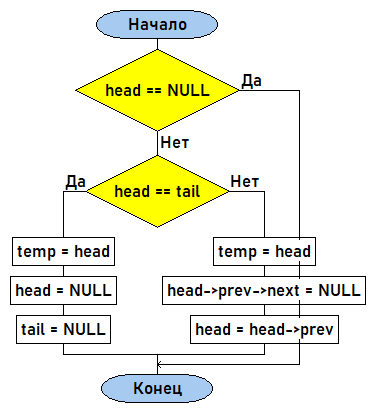 Начало
head == NULL
Да
Нет
head == tail
Да
Нет
temp = head
temp = head
head = NULL
head->prev->next = NULL
tail = NULL
head = head->prev
Конец